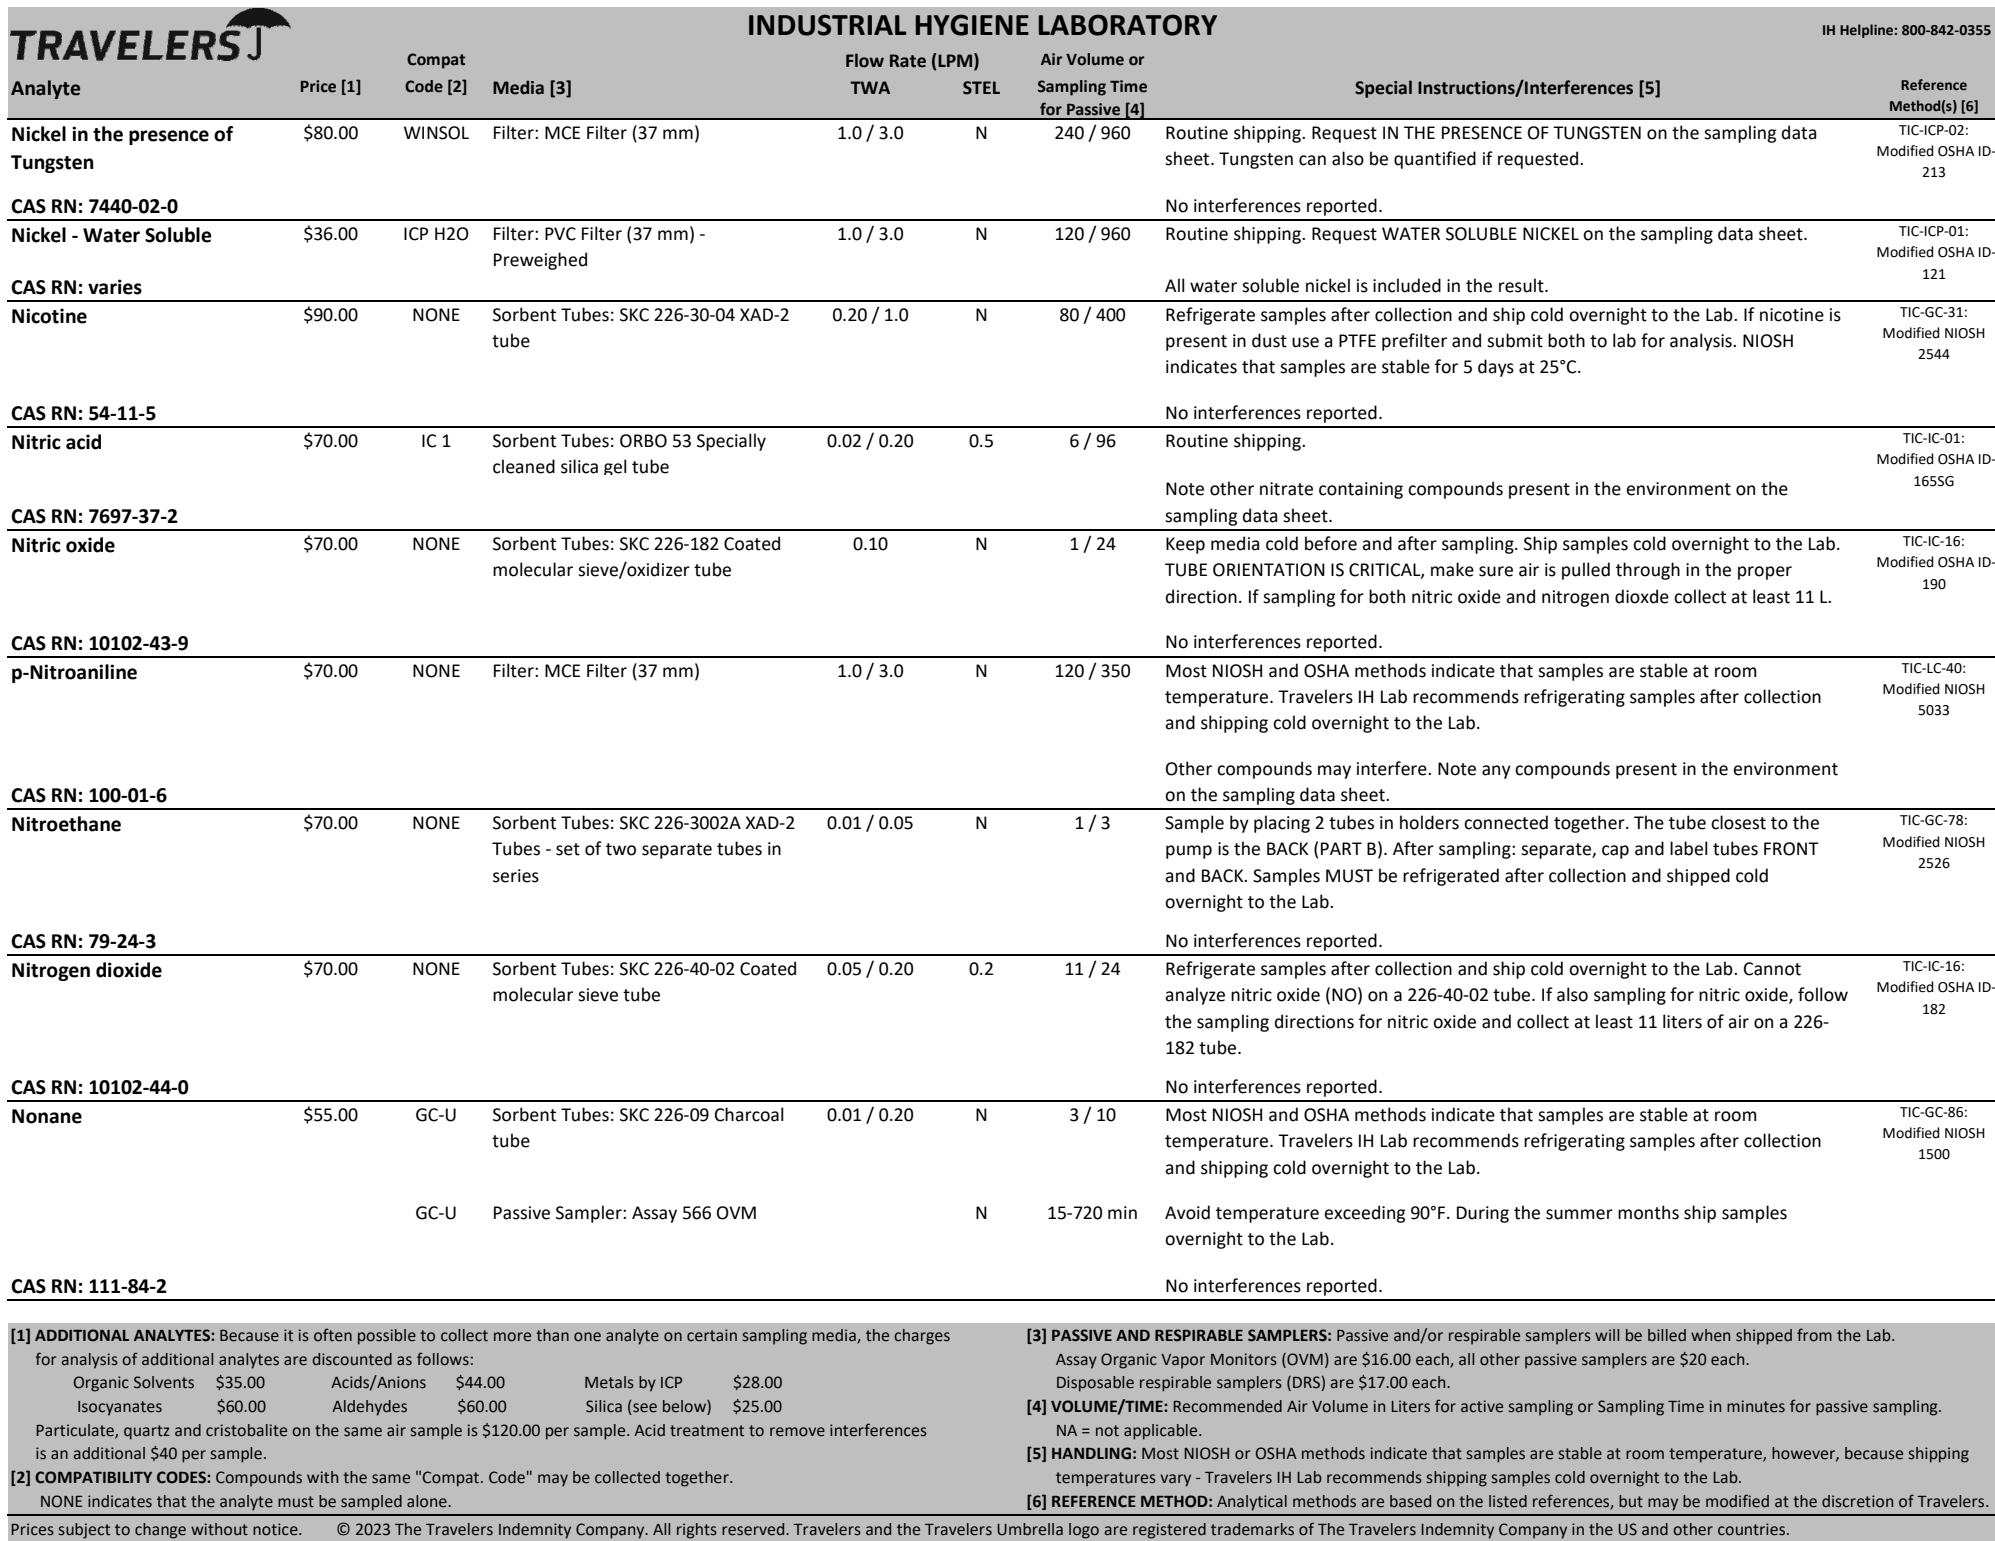 TRAVELERS
INDUSTRIAL HYGIENE LABORATORY
IH Helpline: 800-842-0355
Compat Flow Rate (LPM) Air Volume or
Analyte Price [1] Code [2] Media [3] TWA STEL Sampling Time Special Instructions/Interferences [5] Reference
for Passive [4] Method(s) [6]
Nickel in the presence of $80.00 WINSOL Filter: MCE Filter (37 mm) 1.0 / 3.0 N 240 / 960 Routine shipping. Request IN THE PRESENCE OF TUNGSTEN on the sampling data TIC-ICP-02:
Tungsten sheet. Tungsten can also be quantified if requested. Modified OSHA ID-
213
CAS RN: 7440-02-0 No interferences reported.
Nickel - Water Soluble $36.00 ICP H2O Filter: PVC Filter (37 mm) - 1.0 / 3.0 N 120 / 960 Routine shipping. Request WATER SOLUBLE NICKEL on the sampling data sheet. TIC-ICP-01:
Preweighed Modified OSHA ID-
121
CAS RN: varies All water soluble nickel is included in the result.
Nicotine $90.00 NONE Sorbent Tubes: SKC 226-30-04 XAD-2 0.20 / 1.0 N 80 / 400 Refrigerate samples after collection and ship cold overnight to the Lab. If nicotine is TIC-GC-31:
tube present in dust use a PTFE prefilter and submit both to lab for analysis. NIOSH Modified NIOSH
indicates that samples are stable for 5 days at 25°C. 2544
CAS RN: 54-11-5 No interferences reported.
Nitric acid $70.00 IC 1 Sorbent Tubes: ORBO 53 Specially 0.02 / 0.20 0.5 6 / 96 Routine shipping. TIC-IC-01:
cleaned silica gel tube Modified OSHA ID-
Note other nitrate containing compounds present in the environment on the 165SG
CAS RN: 7697-37-2 sampling data sheet.
Nitric oxide $70.00 NONE Sorbent Tubes: SKC 226-182 Coated 0.10 N 1 / 24 Keep media cold before and after sampling. Ship samples cold overnight to the Lab. TIC-IC-16:
molecular sieve/oxidizer tube TUBE ORIENTATION IS CRITICAL, make sure air is pulled through in the proper Modified OSHA ID-
direction. If sampling for both nitric oxide and nitrogen dioxde collect at least 11 L. 190
CAS RN: 10102-43-9 No interferences reported.
p-Nitroaniline $70.00 NONE Filter: MCE Filter (37 mm) 1.0 / 3.0 N 120 / 350 Most NIOSH and OSHA methods indicate that samples are stable at room TIC-LC-40:
temperature. Travelers IH Lab recommends refrigerating samples after collection Modified NIOSH
and shipping cold overnight to the Lab. 5033
Other compounds may interfere. Note any compounds present in the environment
CAS RN: 100-01-6 on the sampling data sheet.
Nitroethane $70.00 NONE Sorbent Tubes: SKC 226-3002A XAD-2 0.01 / 0.05 N 1 / 3 Sample by placing 2 tubes in holders connected together. The tube closest to the TIC-GC-78:
Tubes - set of two separate tubes in pump is the BACK (PART B). After sampling: separate, cap and label tubes FRONT Modified NIOSH
series and BACK. Samples MUST be refrigerated after collection and shipped cold 2526
overnight to the Lab.
CAS RN: 79-24-3 No interferences reported.
Nitrogen dioxide $70.00 NONE Sorbent Tubes: SKC 226-40-02 Coated 0.05 / 0.20 0.2 11 / 24 Refrigerate samples after collection and ship cold overnight to the Lab. Cannot TIC-IC-16:
molecular sieve tube analyze nitric oxide (NO) on a 226-40-02 tube. If also sampling for nitric oxide, follow Modified OSHA ID-
the sampling directions for nitric oxide and collect at least 11 liters of air on a 226- 182
182 tube.
CAS RN: 10102-44-0 No interferences reported.
Nonane $55.00 GC-U Sorbent Tubes: SKC 226-09 Charcoal 0.01 / 0.20 N 3 / 10 Most NIOSH and OSHA methods indicate that samples are stable at room TIC-GC-86:
tube temperature. Travelers IH Lab recommends refrigerating samples after collection Modified NIOSH
and shipping cold overnight to the Lab. 1500
GC-U Passive Sampler: Assay 566 OVM N 15-720 min Avoid temperature exceeding 90°F. During the summer months ship samples
overnight to the Lab.
CAS RN: 111-84-2 No interferences reported.
[1] ADDITIONAL ANALYTES: Because it is often possible to collect more than one analyte on certain sampling media, the charges
for analysis of additional analytes are discounted as follows:
Organic Solvents $35.00 Acids/Anions $44.00 Metals by ICP $28.00
Isocyanates $60.00 Aldehydes $60.00 Silica (see below) $25.00
Particulate, quartz and cristobalite on the same air sample is $120.00 per sample. Acid treatment to remove interferences
is an additional $40 per sample.
[2] COMPATIBILITY CODES: Compounds with the same "Compat. Code" may be collected together.
NONE indicates that the analyte must be sampled alone.
[3] PASSIVE AND RESPIRABLE SAMPLERS: Passive and/or respirable samplers will be billed when shipped from the Lab.
Assay Organic Vapor Monitors (OVM) are $16.00 each, all other passive samplers are $20 each.
Disposable respirable samplers (DRS) are $17.00 each.
[4] VOLUME/TIME: Recommended Air Volume in Liters for active sampling or Sampling Time in minutes for passive sampling.
NA = not applicable.
[5] HANDLING: Most NIOSH or OSHA methods indicate that samples are stable at room temperature, however, because shipping
temperatures vary - Travelers IH Lab recommends shipping samples cold overnight to the Lab.
[6] REFERENCE METHOD: Analytical methods are based on the listed references, but may be modified at the discretion of Travelers.
Prices subject to change without notice. © 2023 The Travelers Indemnity Company. All rights reserved. Travelers and the Travelers Umbrella logo are registered trademarks of The Travelers Indemnity Company in the US and other countries.